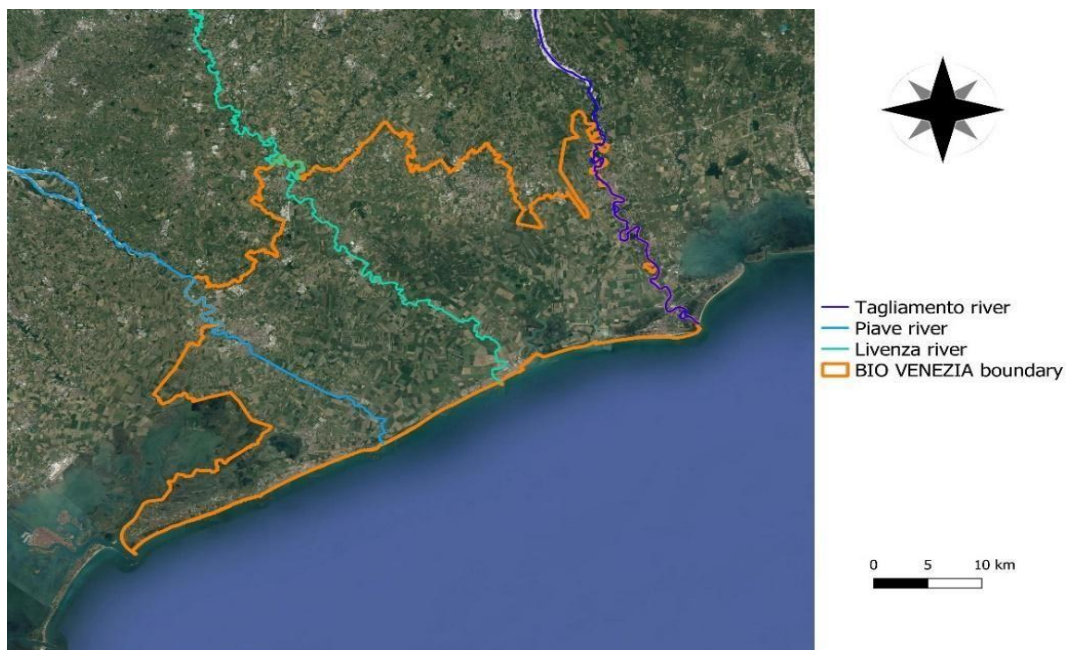 Tagliamento river
Piave river
Livenza river
BIO VENEZIA boundary
0 5 10 km